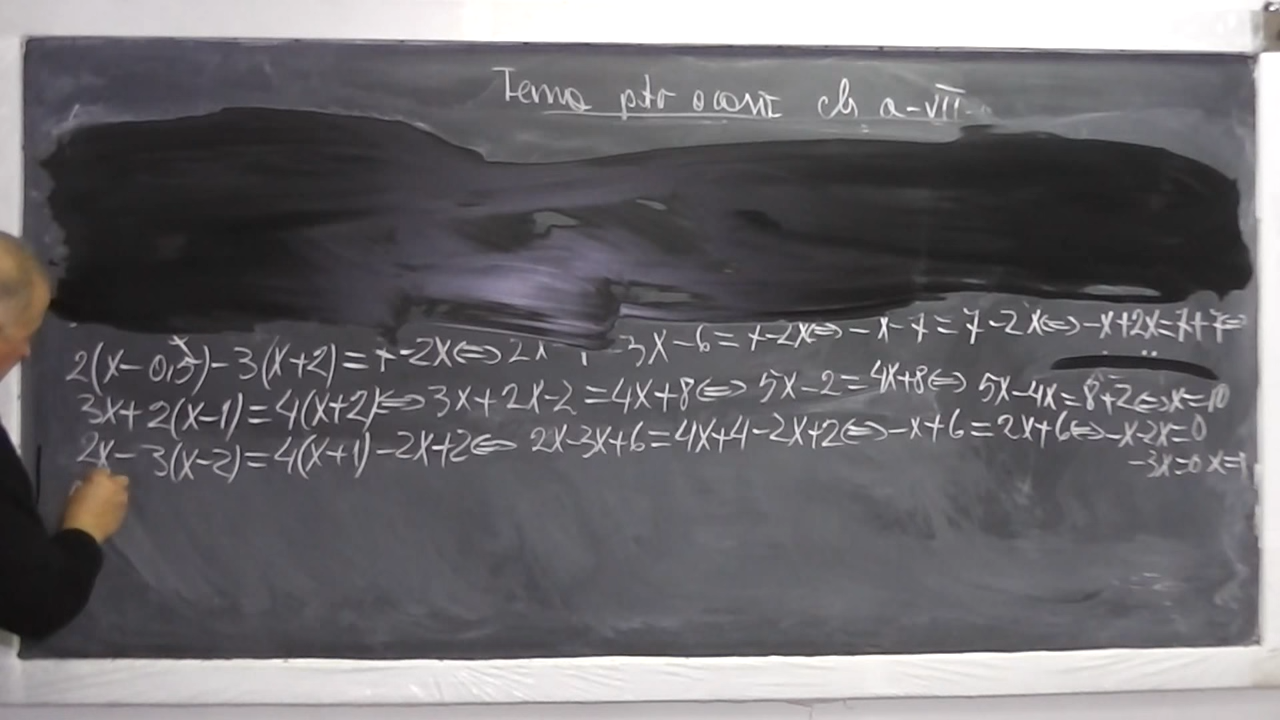 Tema ptr cls a-VII-
2(x-0,5)-3(x+2)=7-2x⇔2x -3x-6=7-2x⇔-x-7=7-2x⇔-x+2x=7+7⇔
3x+2(x-1)=4(x+2)⇔3x+2x-2=4x+8⇔5x-2=4x+8⇔5x-4x=8+2⇔x=10
2x-3(x-2)=4(x+1)-2x+2⇔2x-3x+6=4x+4-2x+2⇔-x+6=2x+6⇔-x-2x=0
-3x=0 x=